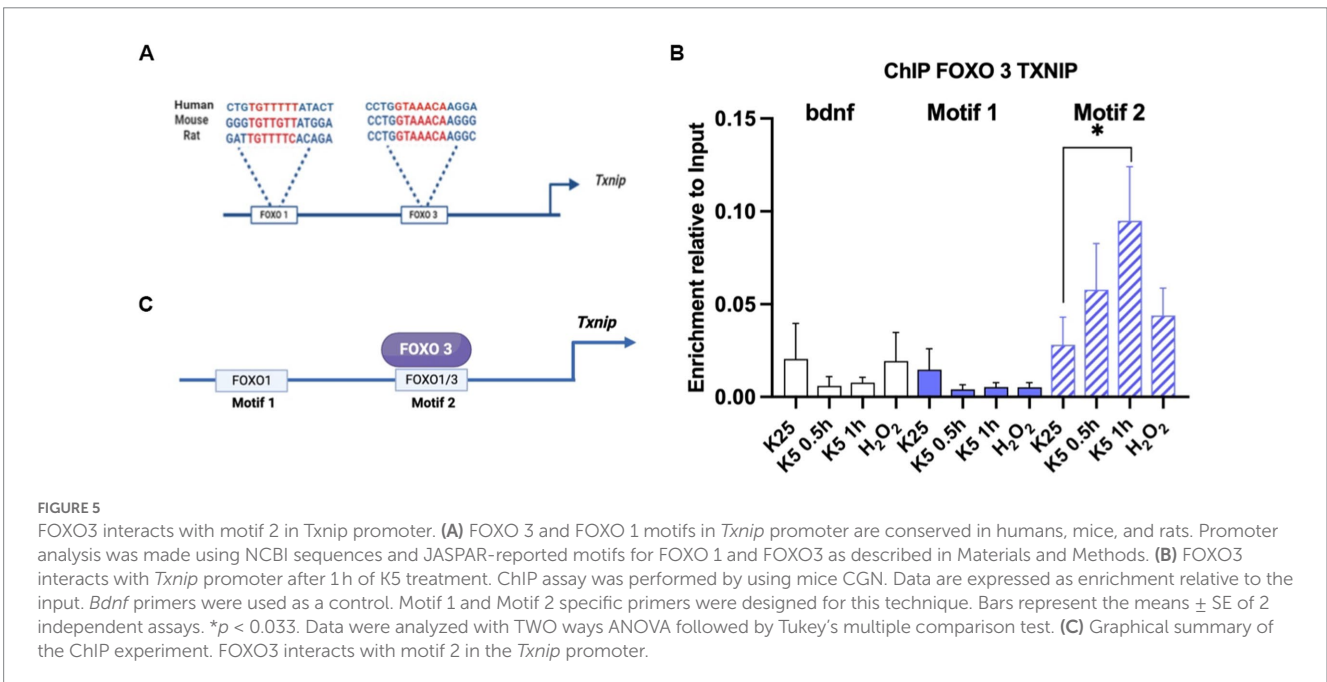 A
Human CTGTGTTTTTATACT CCTGGTAAACAAGGA
Mouse GGGTGTTGTTATGGA CCTGGTAAACAAGGG
Rat GATTGTTTTCACAGA CCTGGTAAACAAGGC
Txnip
FOXO 1 FOXO 3
C
Txnip
FOXO 3
FOXO1 FOXO1/3
Motif 1 Motif 2
B
ChIP FOXO 3 TXNIP
bdnf Motif 1 Motif 2
*
Enrichment relative to Input
0.15
0.10
0.05
0.00
K25 K5 0.5h K5 1h H2O2 K25 K5 0.5h K5 1h H2O2 K25 K5 0.5h K5 1h H2O2
FIGURE 5
FOXO3 interacts with motif 2 in Txnip promoter. (A) FOXO 3 and FOXO 1 motifs in Txnip promoter are conserved in humans, mice, and rats. Promoter
analysis was made using NCBI sequences and JASPAR-reported motifs for FOXO 1 and FOXO3 as described in Materials and Methods. (B) FOXO3
interacts with Txnip promoter after 1 h of K5 treatment. ChIP assay was performed by using mice CGN. Data are expressed as enrichment relative to the
input. Bdnf primers were used as a control. Motif 1 and Motif 2 specific primers were designed for this technique. Bars represent the means ± SE of 2
independent assays. *p < 0.033. Data were analyzed with TWO ways ANOVA followed by Tukey's multiple comparison test. (C) Graphical summary of
the ChIP experiment. FOXO3 interacts with motif 2 in the Txnip promoter.